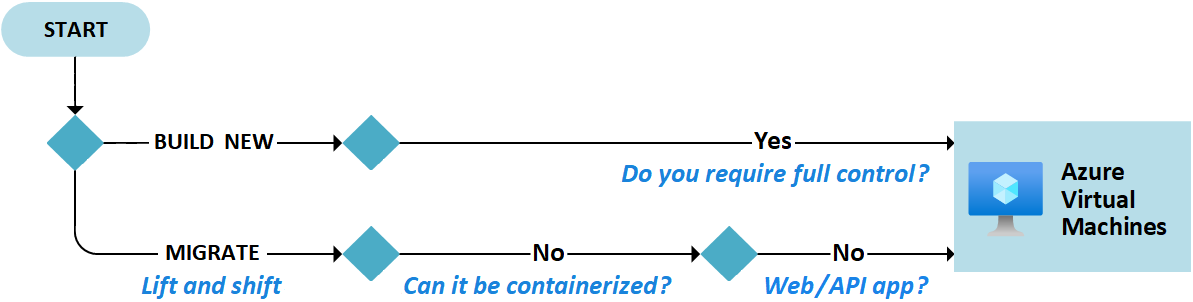 START
BUILD NEW
Yes
Do you require full control?
Azure
Virtual
Machines
MIGRATE
Lift and shift
No
Can it be containerized?
No
Web/API app?